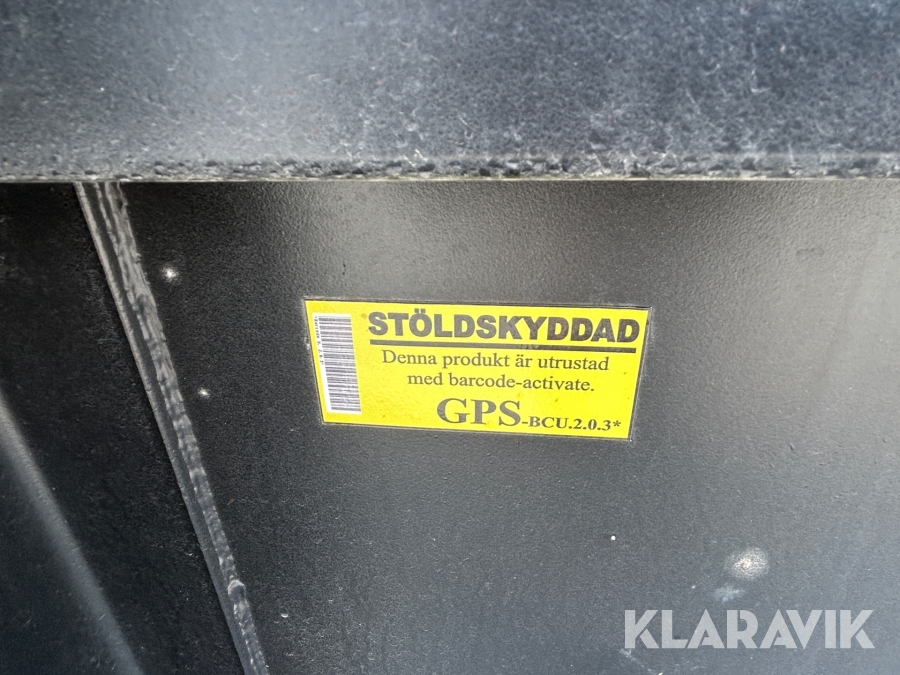 STÖLDSKYDDAD
Denna produkt är utrustad
med barcode-activate.
GPS-BCU.2.0.3*
KLARAVIK